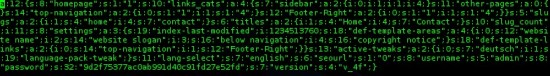 a:12:{s:8:"homepage";s:1:"1";s:10:"links_cats";a:4:{s:7:"sidebar";a:2:{i:0;i:1;i:1;i:4;}s:11:"other-pages";a:0:{
}s:14:"top-navigation";a:2:{i:0;s:1:"1";i:1;s:1:"4";}s:12:"Footer-Right";a:2:{i:0;s:1:"1";i:1;s:1:"4";}}s:5:"slu
gs";a:2:{i:1;s:4:"home";i:4;s:7:"contact";}s:6:"titles";a:2:{i:1;s:4:"Home";i:4;s:7:"Contact";}s:10:"slug_count"
;i:11;s:8:"settings";a:3:{s:19:"index-last-modified";i:1234513760;s:18:"def-template-areas";a:4:{i:0;s:12:"websi
te name";i:2;s:14:"website slogan";i:3;s:16:"below navigation";i:4;s:16:"copyright notice";}s:18:"def-template-l
inks";a:2:{i:0;s:14:"top-navigation";i:1;s:12:"Footer-Right";}}s:13:"active-tweaks";a:2:{i:0;s:7:"deutsch";i:1;s
:19:"language-pack-tweak";}s:11:"lang-select";s:7:"english";s:6:"seourl";s:1:"0";s:8:"username";s:5:"admin";s:8:
"password";s:32:"9d2f75377ac0ab991d40c91fd27e52fd";s:7:"version";s:4:"v_4f";}